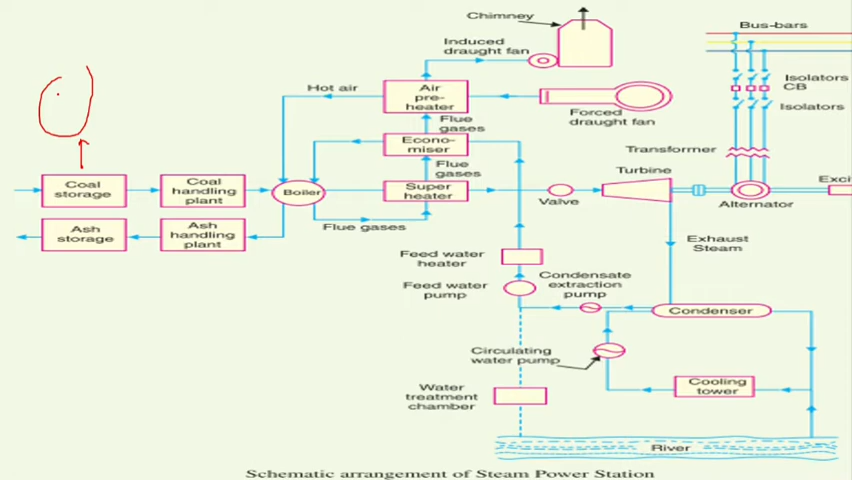 Chimney
Induced
draught fan
Bus-bars
Hot air
Air
pre-
heater
Isolators
CB
Isolators
Forced
draught fan
Flue
gases
Econo-
miser
Flue
gases
Transformer
Turbine
Coal
storage
Coal
handling
plant
Boiler
Super
heater
Valve
Alternator
Exci
Ash
storage
Ash
handling
plant
Flue gases
Exhaust
Steam
Feed water
heater
Feed water
pump
Condensate
extraction
pump
Condenser
Circulating
water pump
Cooling
tower
Water
treatment
chamber
River
Schematic arrangement of Steam Power Station